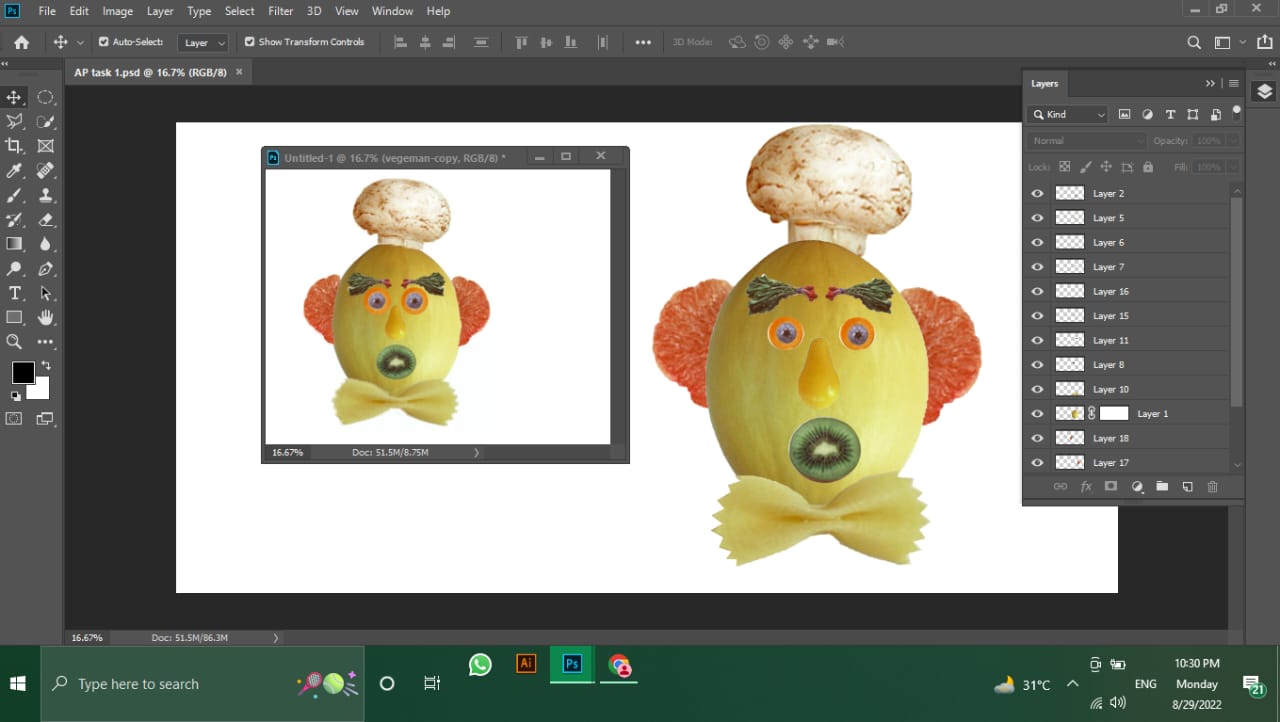 Ps File Edit Image Layer Type Select Filter 3D View Window Help
Auto-Select: Layer Show Transform Controls 3D Mode:
AP task 1.psd @ 16.7% (RGB/8)
Layers
Kind
Normal Opacity: 100%
Lock: Fill: 100%
Layer 2
Layer 5
Layer 6
Layer 7
Layer 16
Layer 15
Layer 11
Layer 8
Layer 10
Layer 1
Layer 18
Layer 17
fx
Ps Untitled-1 @ 16.7% (vegeman-copy, RGB/8) *
16.67% Doc: 51.5M/8.75M
16.67% Doc: 51.5M/86.3M
Type here to search
Ai Ps
31°C
ENG
10:30 PM
Monday
8/29/2022
21